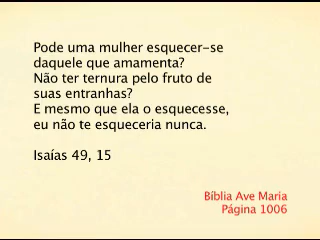 Pode uma mulher esquecer-se
daquele que amamenta?
Não ter ternura pelo fruto de
suas entranhas?
E mesmo que ela o esquecesse,
eu não te esqueceria nunca.
Isaías 49, 15
Bíblia Ave Maria
Página 1006